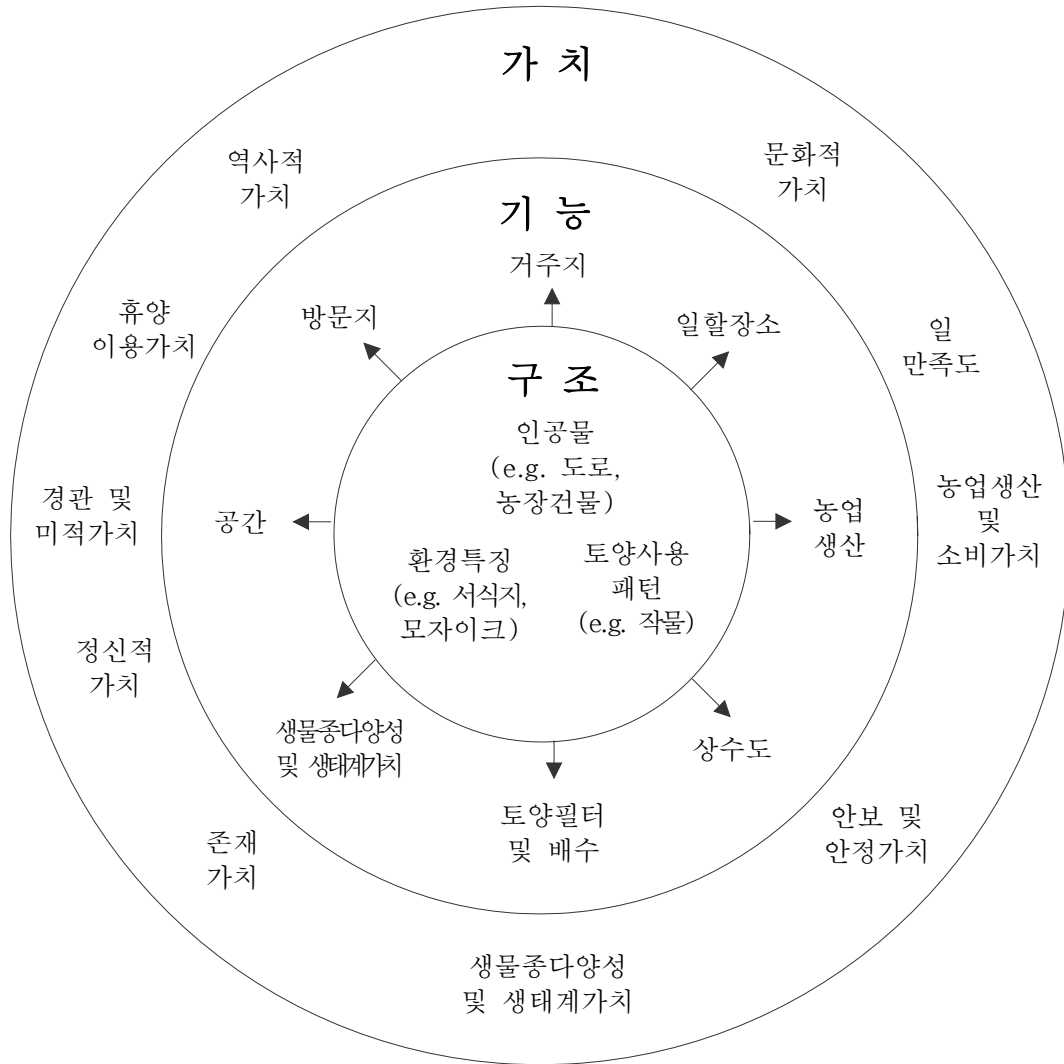 가 치
역사적
가치
문화적
가치
기 능
거주지
방문지
일할장소
휴양
이용가치
일
만족도
구 조
인공물
(e.g. 도로,
농장건물)
경관 및
미적가치
공간
농업
생산
농업생산
및
소비가치
환경특징
(e.g. 서식지,
모자이크)
토양사용
패턴
(e.g. 작물)
정신적
가치
생물종다양성
및 생태계가치
상수도
토양필터
및 배수
존재
가치
안보 및
안정가치
생물종다양성
및 생태계가치